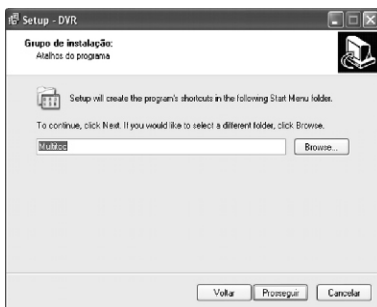 Setup - DVR
Grupo de instalação:
Atalhos do programa
Setup will create the program's shortcuts in the following Start Menu folder.
To continue, click Next. If you would like to select a different folder, click Browse.
Multitoc
Browse...
Voltar
Prosseguir
Cancelar